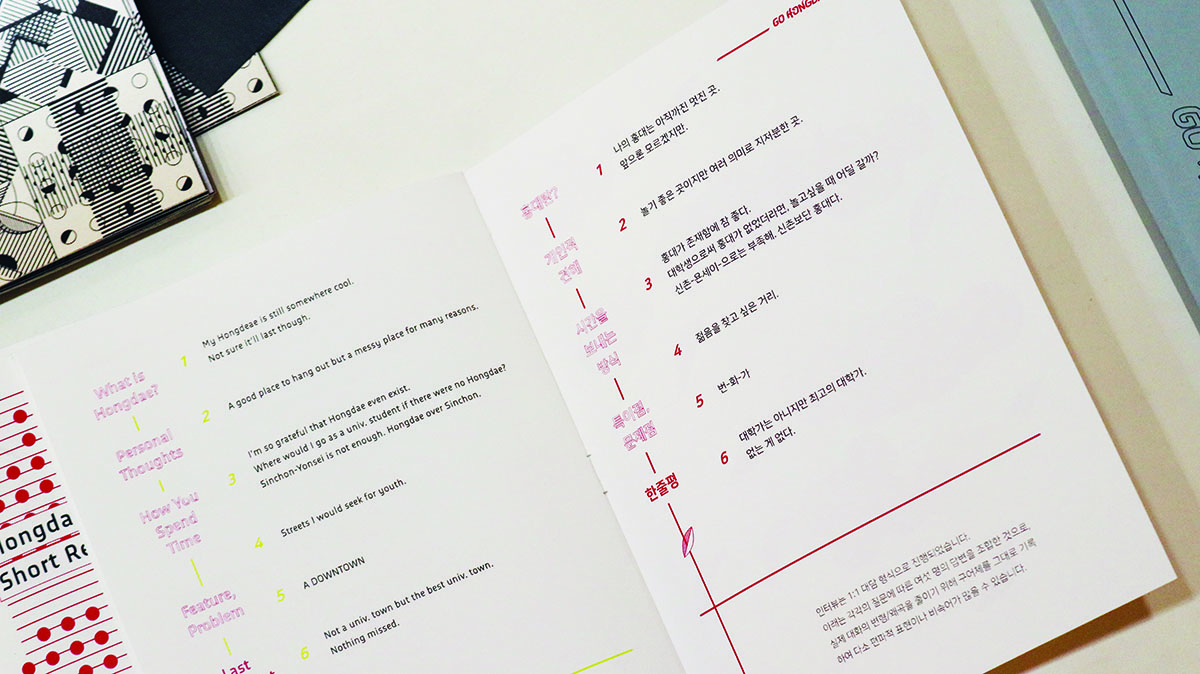 What is
Hongdae?
Personal
Thoughts
How You
Spend
Time
Feature,
Problem
Last
1
My Hongdeae is still somewhere cool.
Not sure it'll last though.
2
A good place to hang out but a messy place for many reasons.
3
I'm so grateful that Hongdae even exist.
Where would I go as a univ. student if there were no Hongdae?
Sinchon-Yonsei is not enough. Hongdae over Sinchon.
4
Streets I would seek for youth.
5
A DOWNTOWN
6
Not a univ. town but the best univ. town.
Nothing missed.
Short
홍대란?
개인적
견해
시간을
보내는
방식
특이점,
문제점
한줄평
1
나의 홍대는 아직까진 멋진 곳.
앞으론 모르겠지만.
2
놀기 좋은 곳이지만 여러 의미로 지저분한 곳.
3
홍대가 존재함에 참 좋다.
대학생으로써 홍대가 없었더라면, 놀고싶을 때 어딜 갈까?
신촌-욘세이-으로는 부족해. 신촌보단 홍대다.
4
젊음을 찾고 싶은 거리.
5
번-화-가
6
대학가는 아니지만 최고의 대학가.
없는 게 없다.
인터뷰는 1:1 대담 형식으로 진행되었습니다.
아래는 각각의 질문에 따른 여섯 명의 답변을 조합한 것으로,
실제 대화의 변형/왜곡을 줄이기 위해 구어체를 그대로 기록
하여 다소 편파적 표현이나 비속어가 많을 수 있습니다.
GO
GO